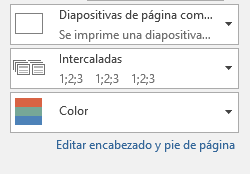 Diapositivas de página com...
Se imprime una diapositiva...
Intercaladas
1;2;3 1;2;3 1;2;3
Color
Editar encabezado y pie de página